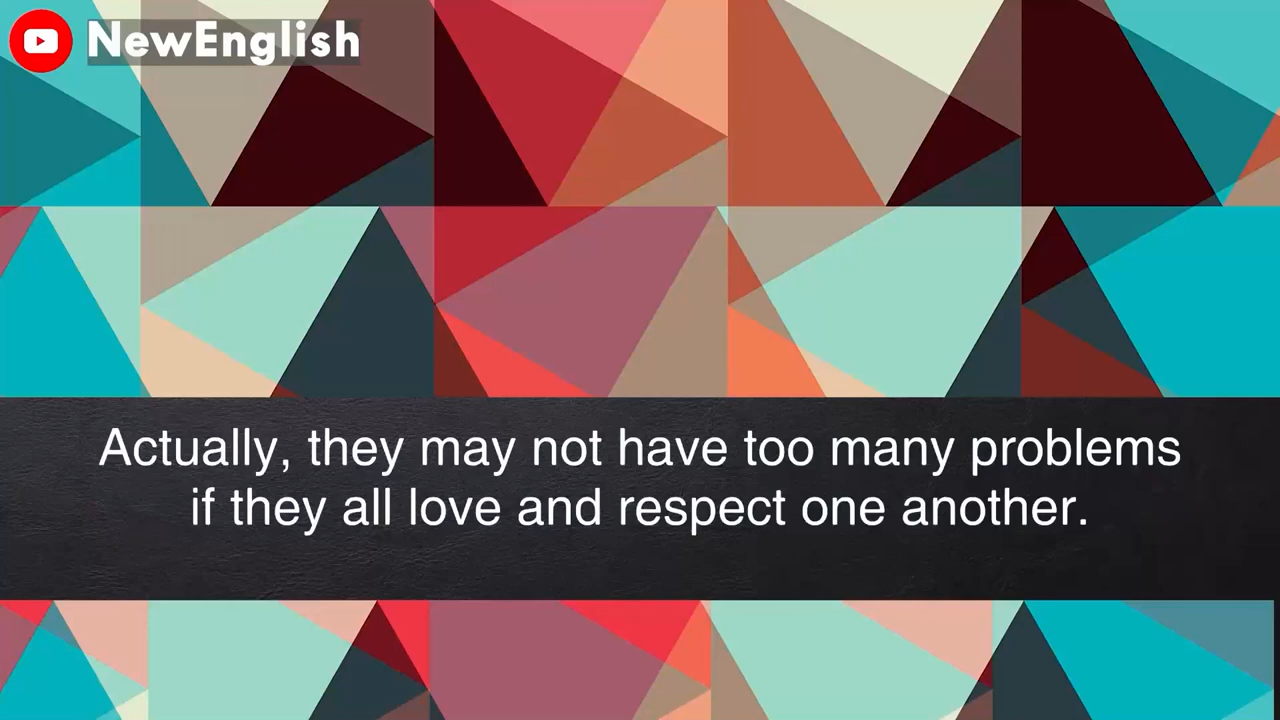 NewEnglish
Actually, they may not have too many problems
if they all love and respect one another.